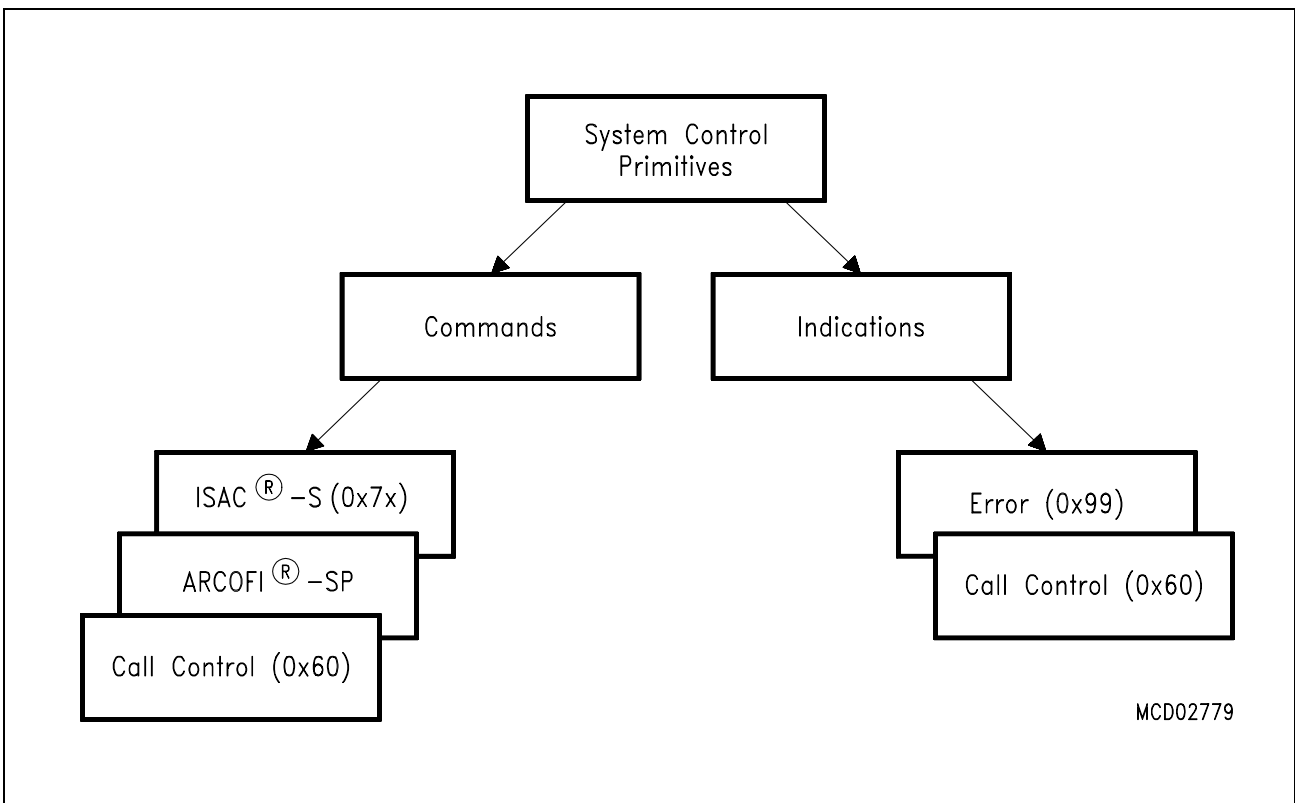 System Control
Primitives
Commands
Indications
ISAC ® -S (0x7x)
ARCOFI ® -SP
Call Control (0x60)
Error (0x99)
Call Control (0x60)
MCD02779